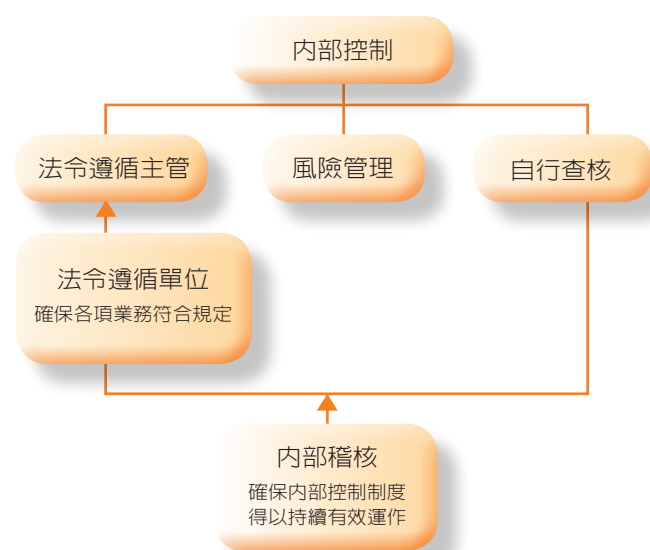 內部控制
法令遵循主管
風險管理
自行查核
法令遵循單位
確保各項業務符合規定
內部稽核
確保內部控制制度
得以持續有效運作